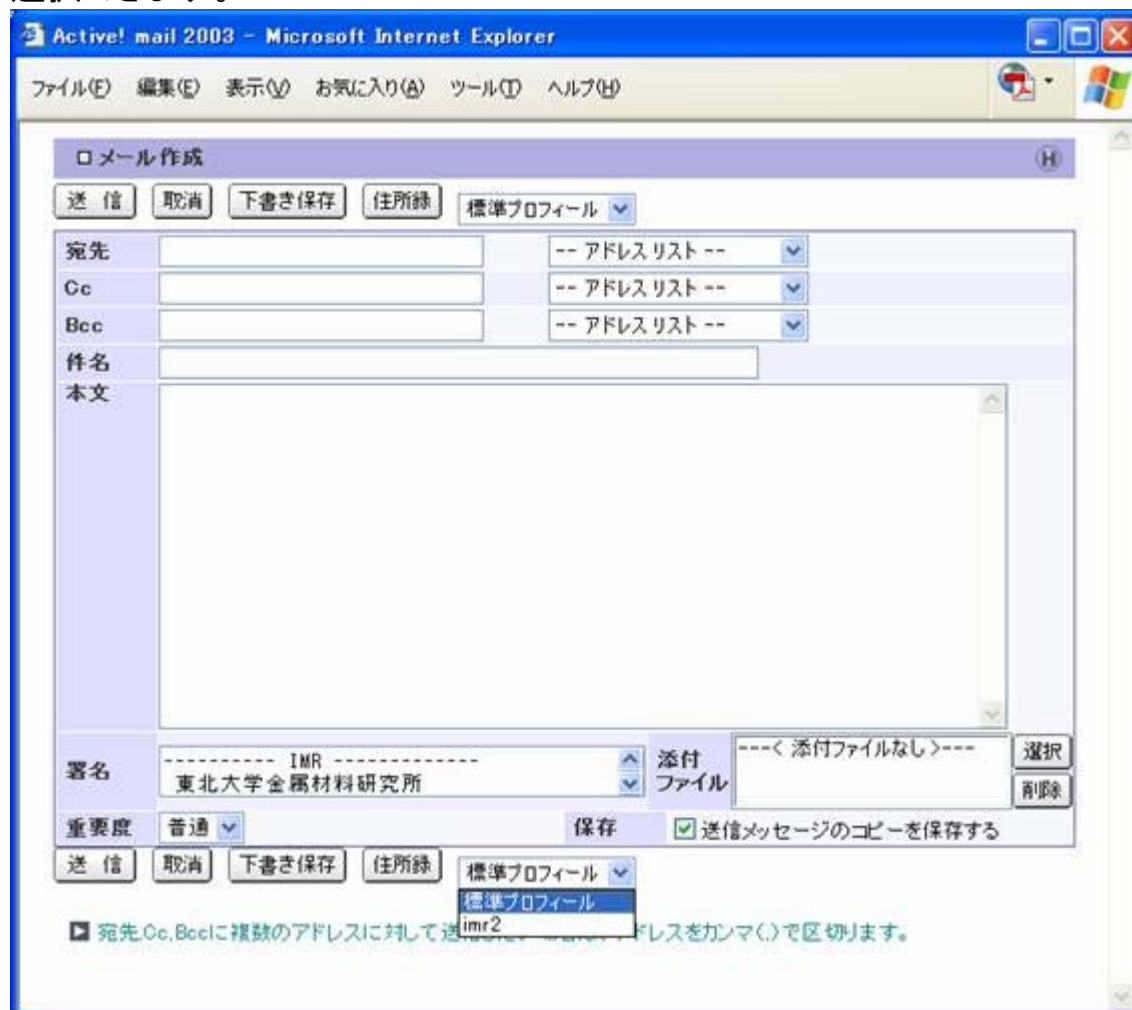 選択できます。
Active! mail 2003 - Microsoft Internet Explorer
ファイル(F) 編集(E) 表示(V) お気に入り(A) ツール(T) ヘルプ(H)
ロメール作成 H
送 信 取消 下書き保存 住所録 標準プロフィール
宛先 -- アドレス リスト --
Cc -- アドレス リスト --
Bcc -- アドレス リスト --
件名
本文
署名 ---------- IMR -------------
東北大学金属材料研究所
添付
ファイル
---< 添付ファイルなし >---
選択
削除
重要度 普通 保存 送信メッセージのコピーを保存する
送 信 取消 下書き保存 住所録 標準プロフィール
標準プロフィール
imr2
宛先,Cc,Bccに複数のアドレスに対して送 ドレスをカンマ(,)で区切ります。